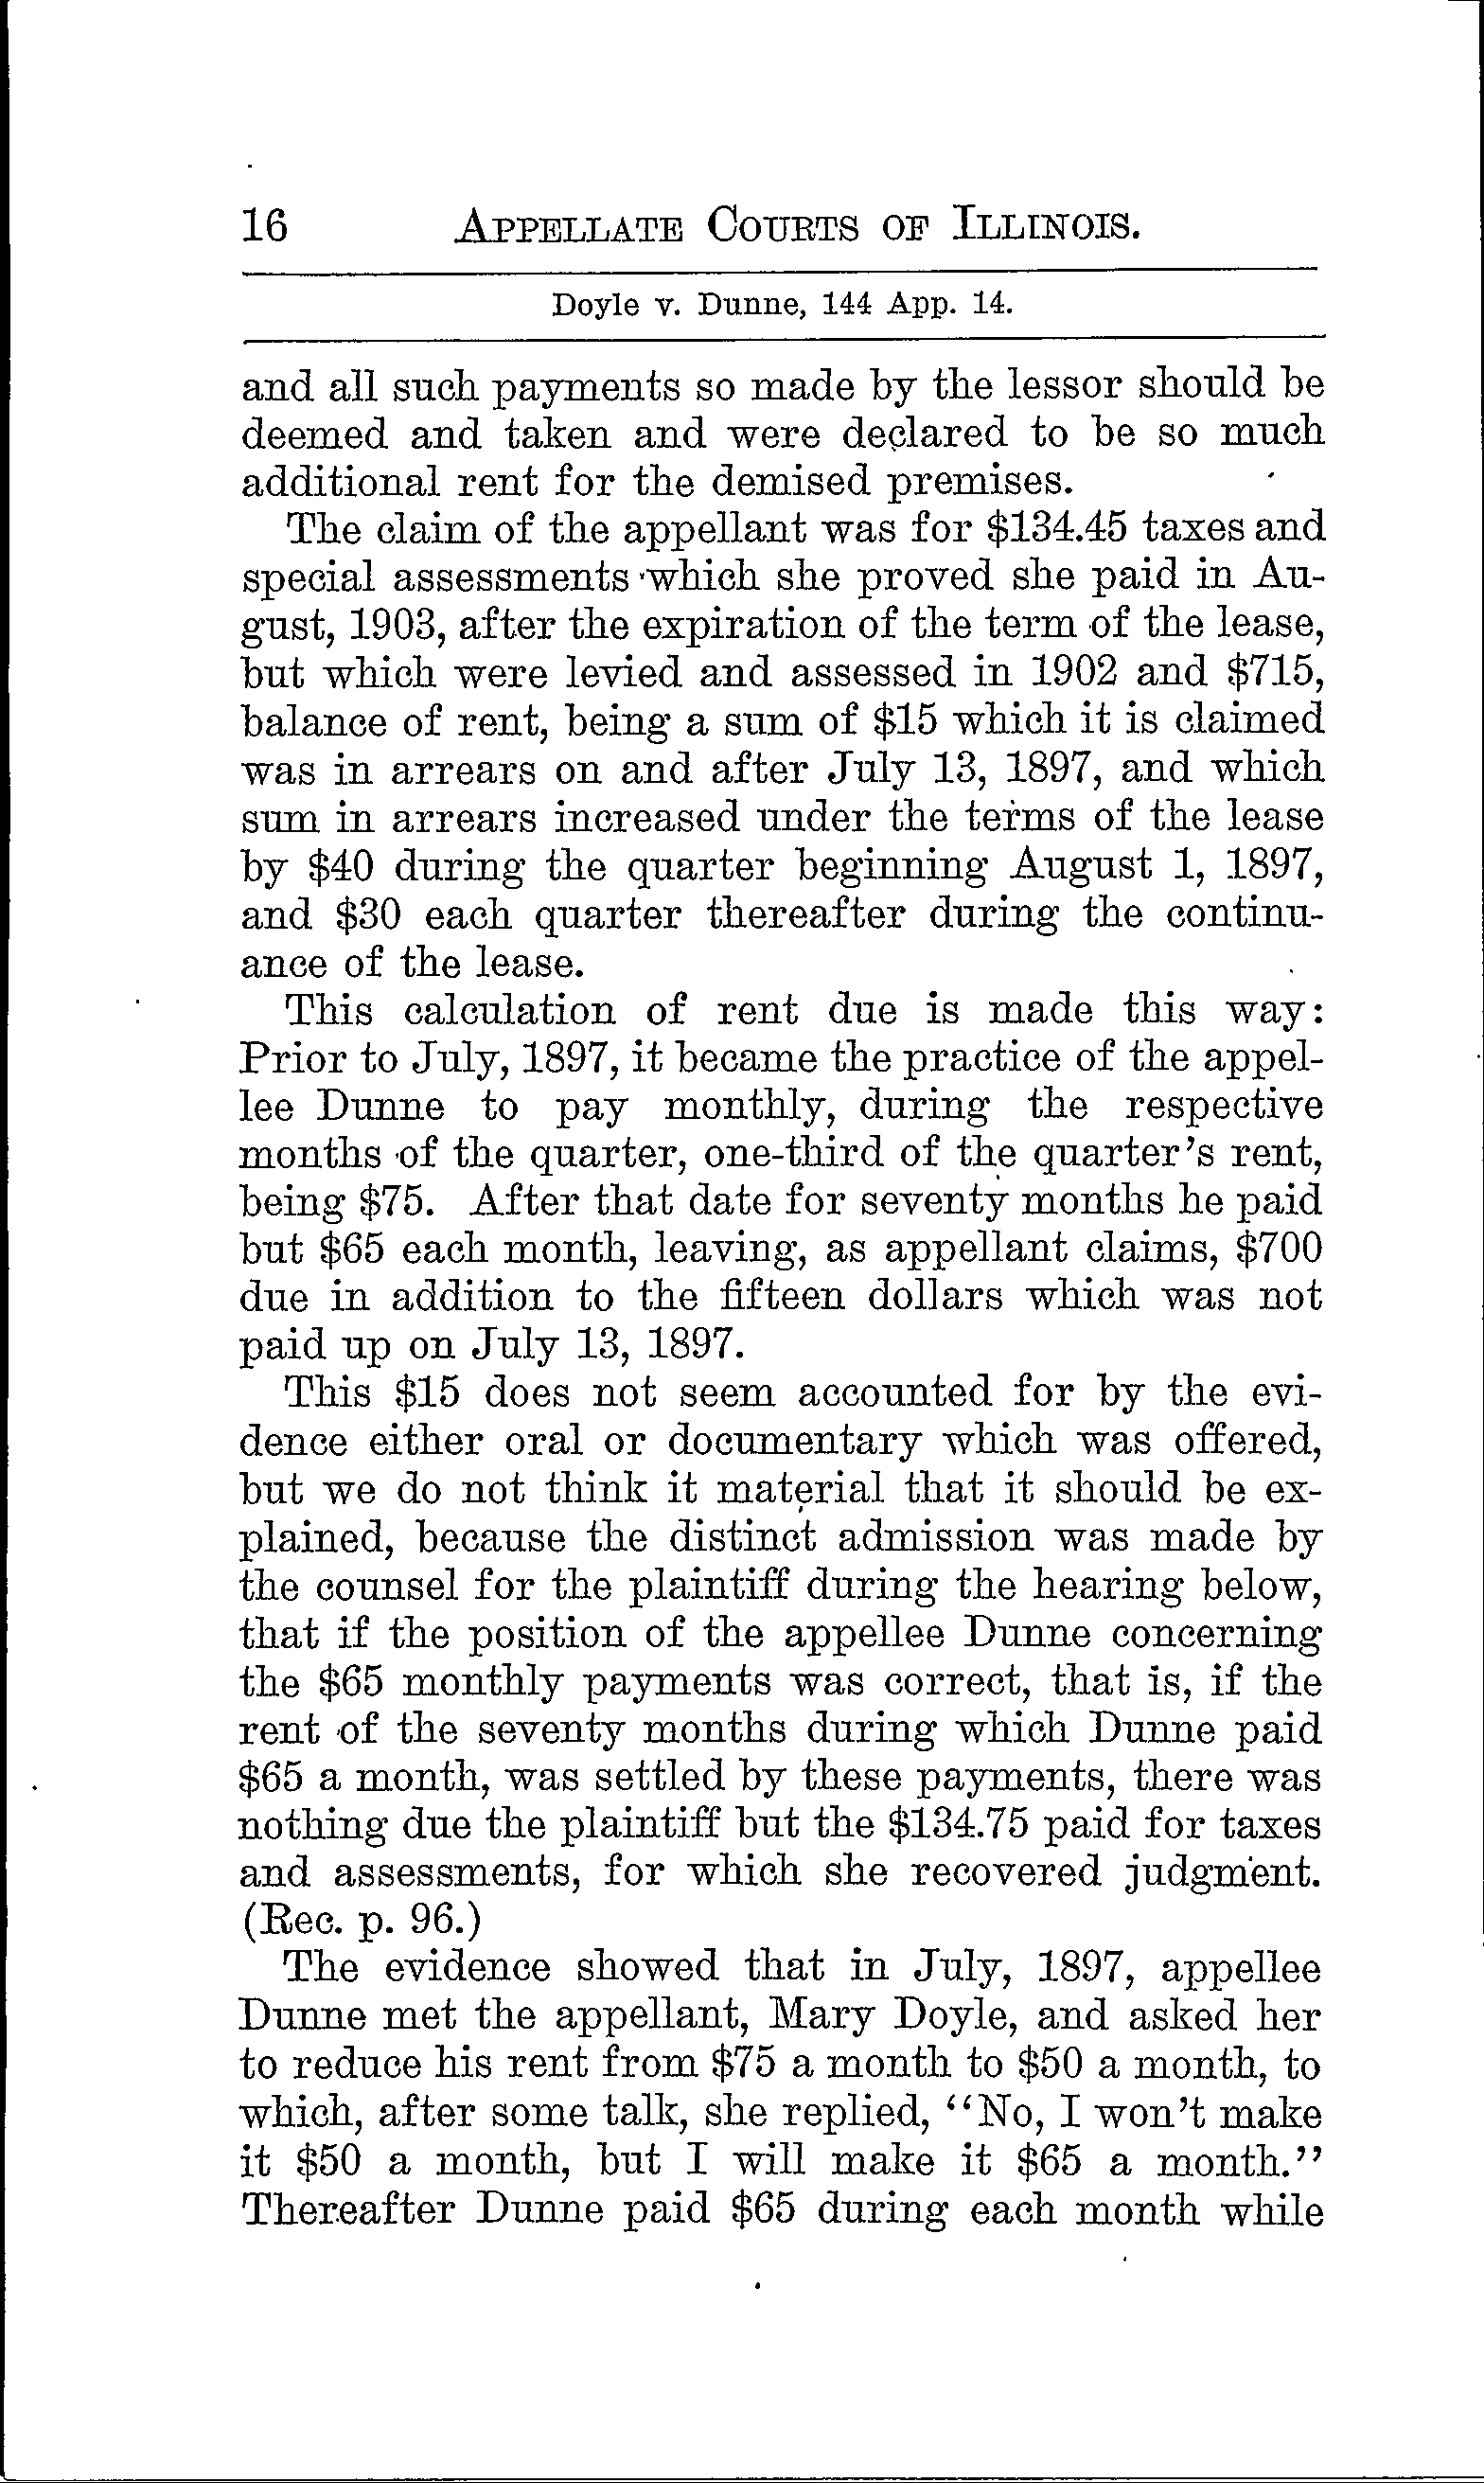 16 APPELLATE COURTS OF ILLINOIS.
Doyle v. Dunne, 144 App. 14.
and all such payments so made by the lessor should be
deemed and taken and were declared to be so much
additional rent for the demised premises.
The claim of the appellant was for $134.45 taxes and
special assessments which she proved she paid in Au-
gust, 1903, after the expiration of the term of the lease,
but which were levied and assessed in 1902 and $715,
balance of rent, being a sum of $15 which it is claimed
was in arrears on and after July 13, 1897, and which
sum in arrears increased under the terms of the lease
by $40 during the quarter beginning August 1, 1897,
and $30 each quarter thereafter during the continu-
ance of the lease.
This calculation of rent due is made this way:
Prior to July, 1897, it became the practice of the appel-
lee Dunne to pay monthly, during the respective
months of the quarter, one-third of the quarter's rent,
being $75. After that date for seventy months he paid
but $65 each month, leaving, as appellant claims, $700
due in addition to the fifteen dollars which was not
paid up on July 13, 1897.
This $15 does not seem accounted for by the evi-
dence either oral or documentary which was offered,
but we do not think it material that it should be ex-
plained, because the distinct admission was made by
the counsel for the plaintiff during the hearing below,
that if the position of the appellee Dunne concerning
the $65 monthly payments was correct, that is, if the
rent of the seventy months during which Dunne paid
$65 a month, was settled by these payments, there was
nothing due the plaintiff but the $134.75 paid for taxes
and assessments, for which she recovered judgment.
(Rec. p. 96.)
The evidence showed that in July, 1897, appellee
Dunne met the appellant, Mary Doyle, and asked her
to reduce his rent from $75 a month to $50 a month, to
which, after some talk, she replied, "No, I won't make
it $50 a month, but I will make it $65 a month."
Thereafter Dunne paid $65 during each month while